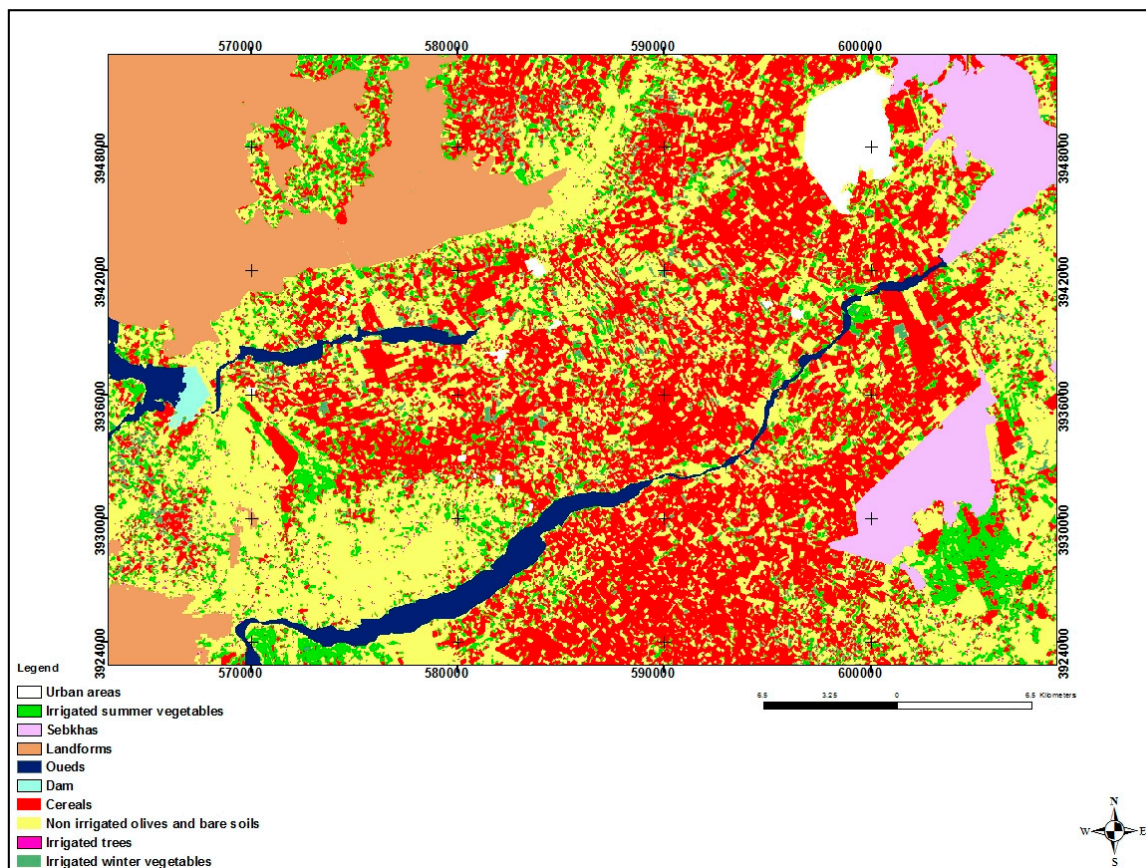 570000 580000 590000 600000
3948000 3948000
3942000 3942000
3936000 3936000
3930000 3930000
3924000 3924000
570000 580000 590000 600000
Legend
Urban areas
Irrigated summer vegetables
Sebkhas
Landforms
Oueds
Dam
Cereals
Non irrigated olives and bare soils
Irrigated trees
Irrigated winter vegetables
6.5 3.25 0 6.5 Kilometers
N
W E
S